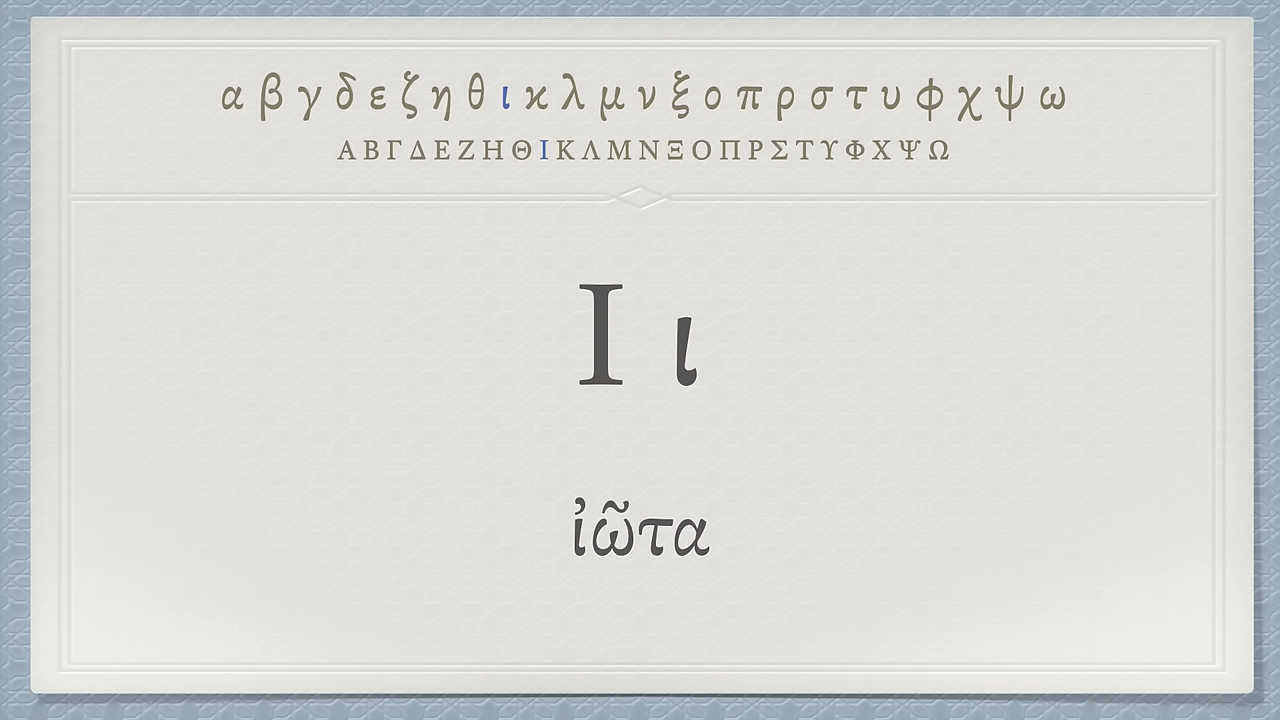 α β γ δ ε ζ η θ ι κ λ μ ν ξ ο π ρ σ τ υ φ χ ψ ω
Α Β Γ Δ Ε Ζ Η Θ Ι Κ Λ Μ Ν Ξ Ο Π Ρ Σ Τ Υ Φ Χ Ψ Ω
Ι ι
ἰῶτα